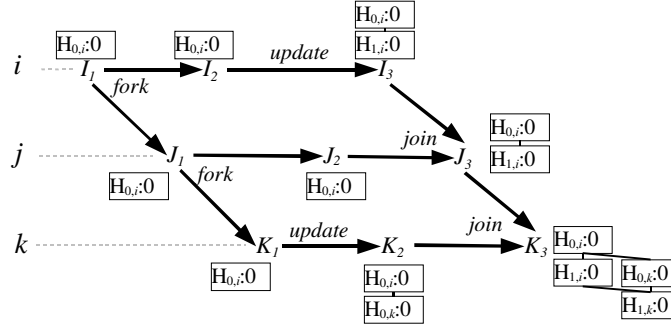 H0,i:0
H0,i:0 H0,i:0 H1,i:0
i I1 I2 update I3
fork
H0,i:0
j J1 J2 join J3
H1,i:0
H0,i:0 fork H0,i:0
k K1 update K2 join K3 H0,i:0
H0,i:0 H0,i:0 H1,i:0 H0,k:0
H0,k:0 H1,k:0